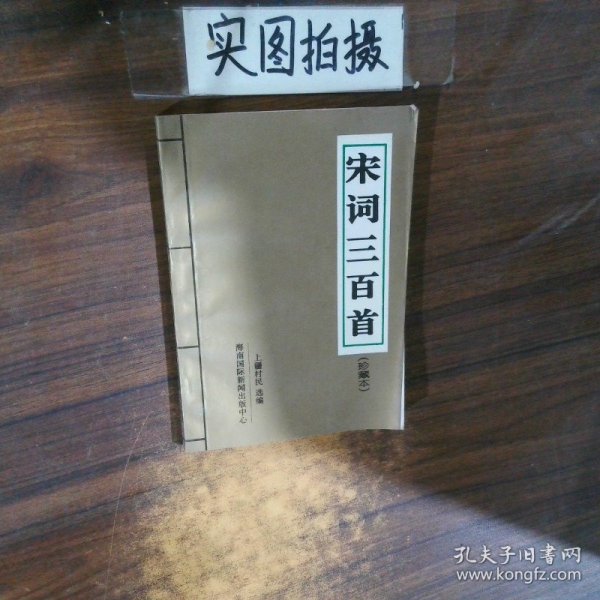 实图拍摄
宋词三百首
(珍藏本)
上疆村民 选编
海南国际新闻出版中心
孔夫子旧书网
www.kongfz.com